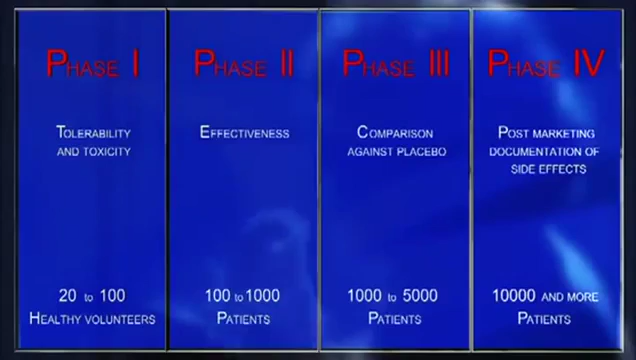 Phase I
Tolerability
and toxicity
20 to 100
Healthy volunteers
Phase II
Effectiveness
100 to 1000
Patients
Phase III
Comparison
against placebo
1000 to 5000
Patients
Phase IV
Post marketing
documentation of
side effects
10000 and more
Patients